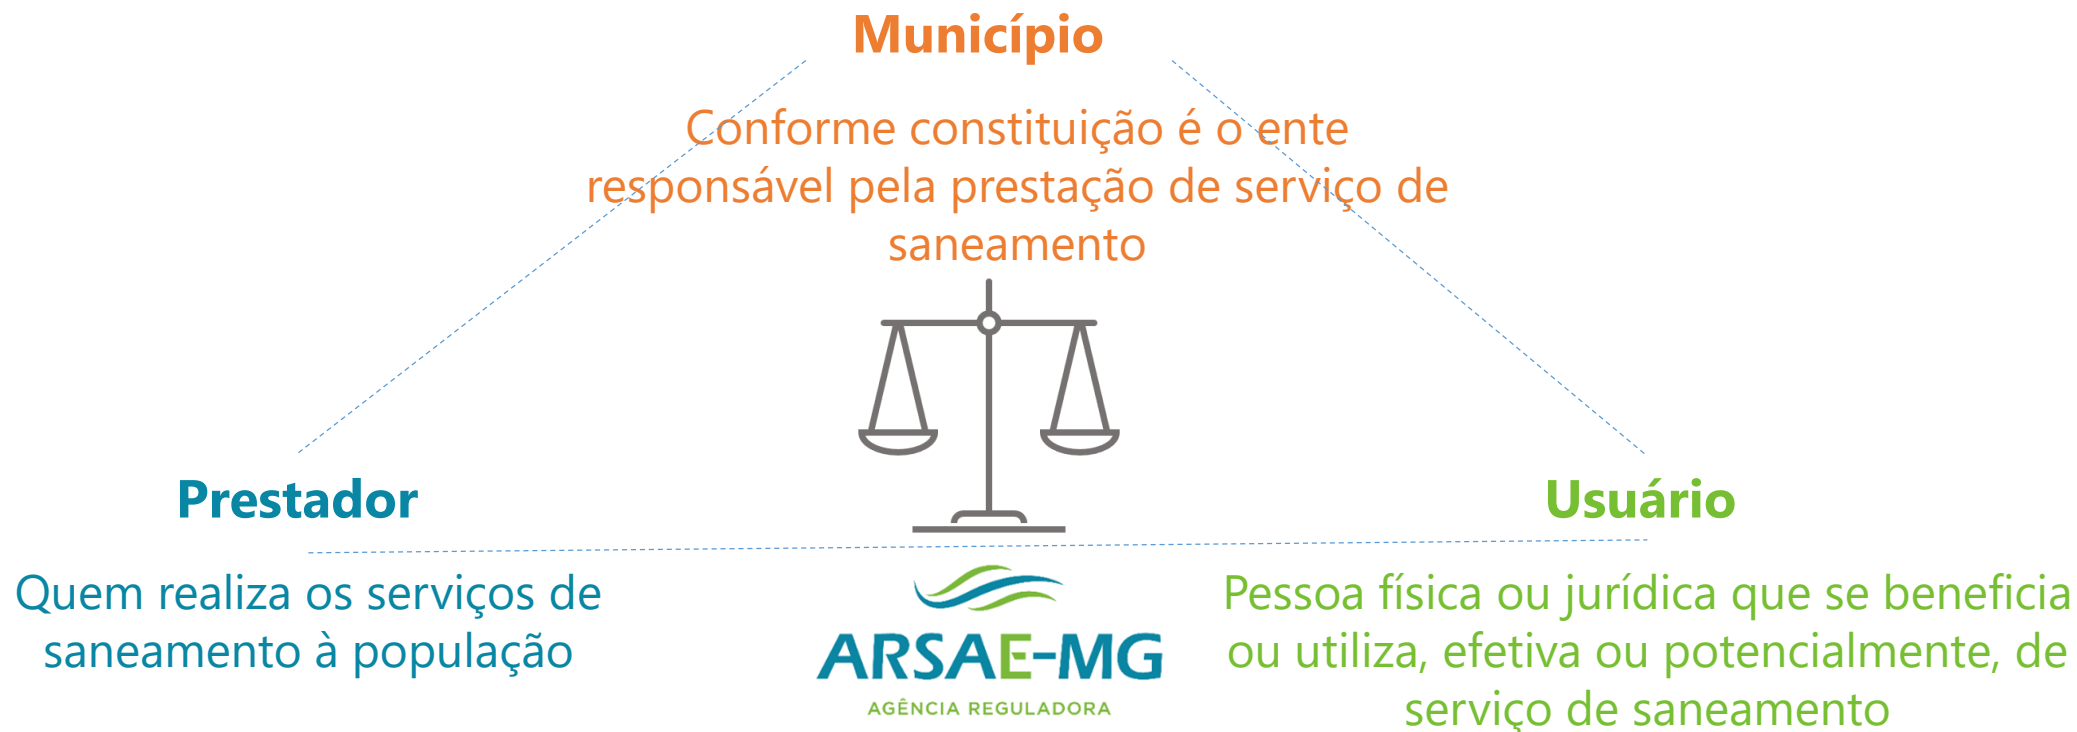 Município
Conforme constituição é o ente
responsável pela prestação de serviço de
saneamento
Prestador
Quem realiza os serviços de
saneamento à população
Usuário
Pessoa física ou jurídica que se beneficia
ou utiliza, efetiva ou potencialmente, de
serviço de saneamento
ARSAE-MG
AGÊNCIA REGULADORA